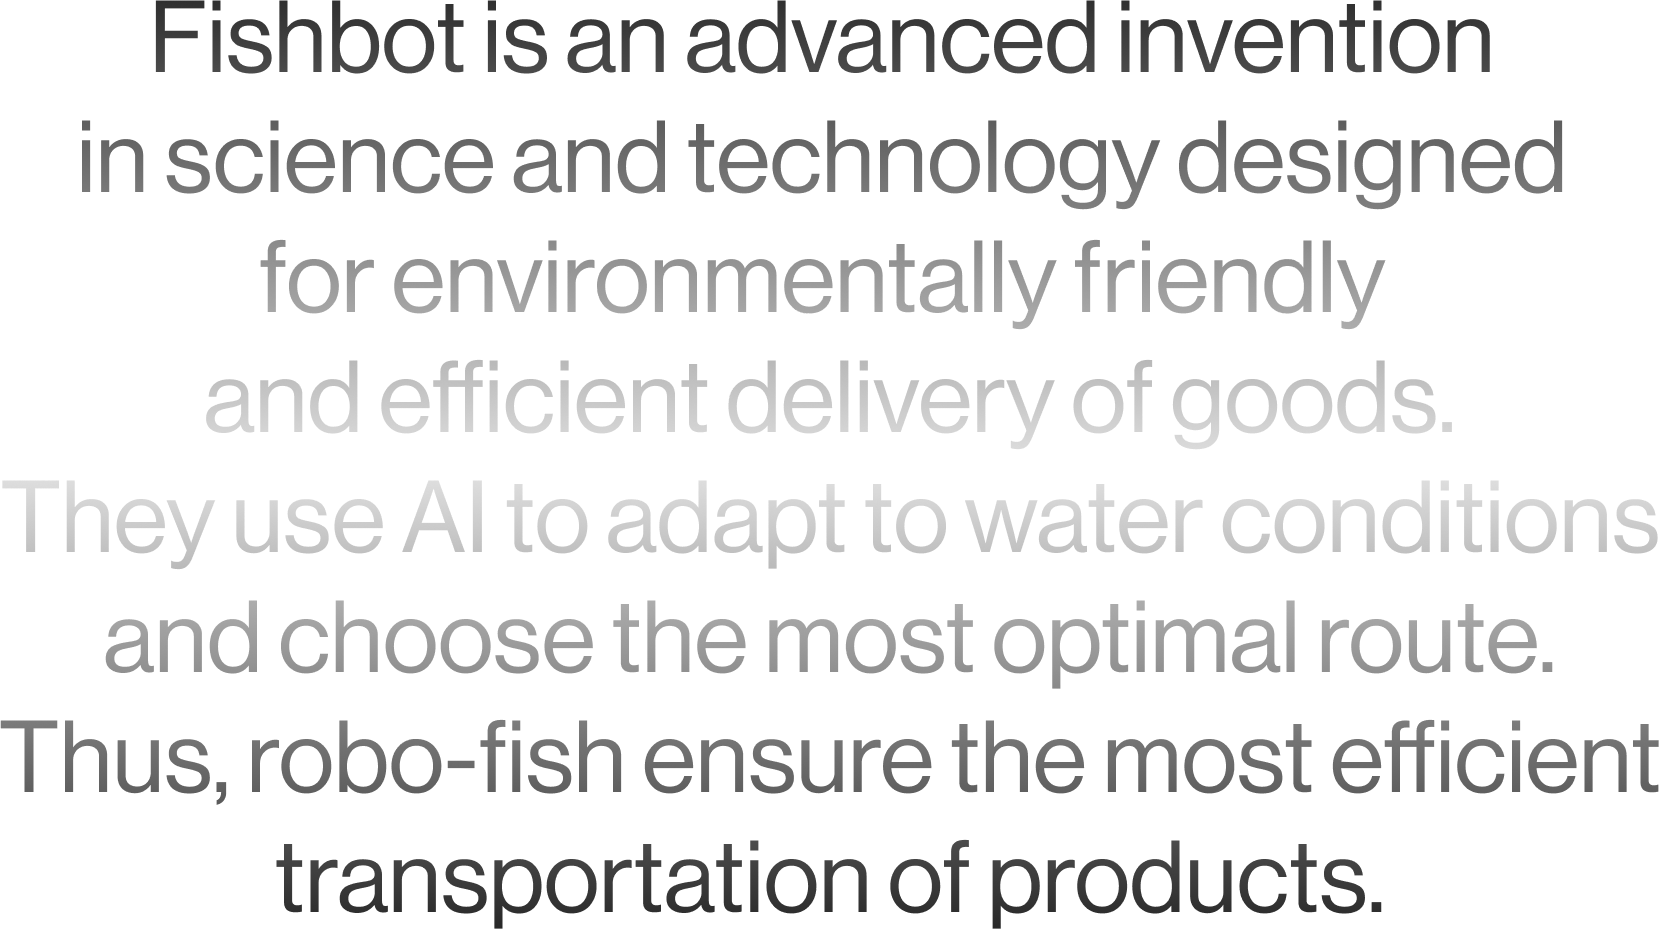 Fishbot is an advanced invention
in science and technology designed
for environmentally friendly
and efficient delivery of goods.
They use AI to adapt to water conditions
and choose the most optimal route.
Thus, robo-fish ensure the most efficient
transportation of products.